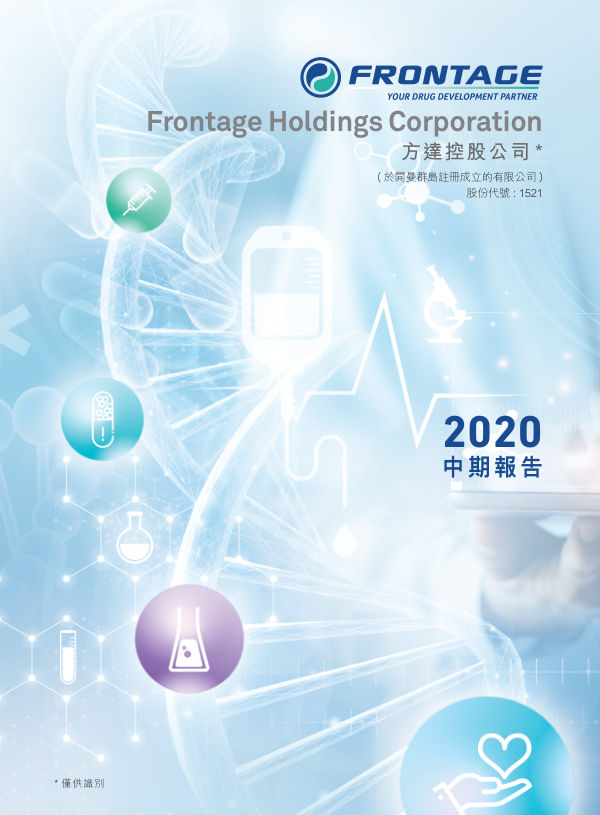 FRONTAGE
YOUR DRUG DEVELOPMENT PARTNER
Frontage Holdings Corporation
方達控股公司*
(於開曼群島註冊成立的有限公司)
股份代號 : 1521
2020
中期報告
* 僅供識別